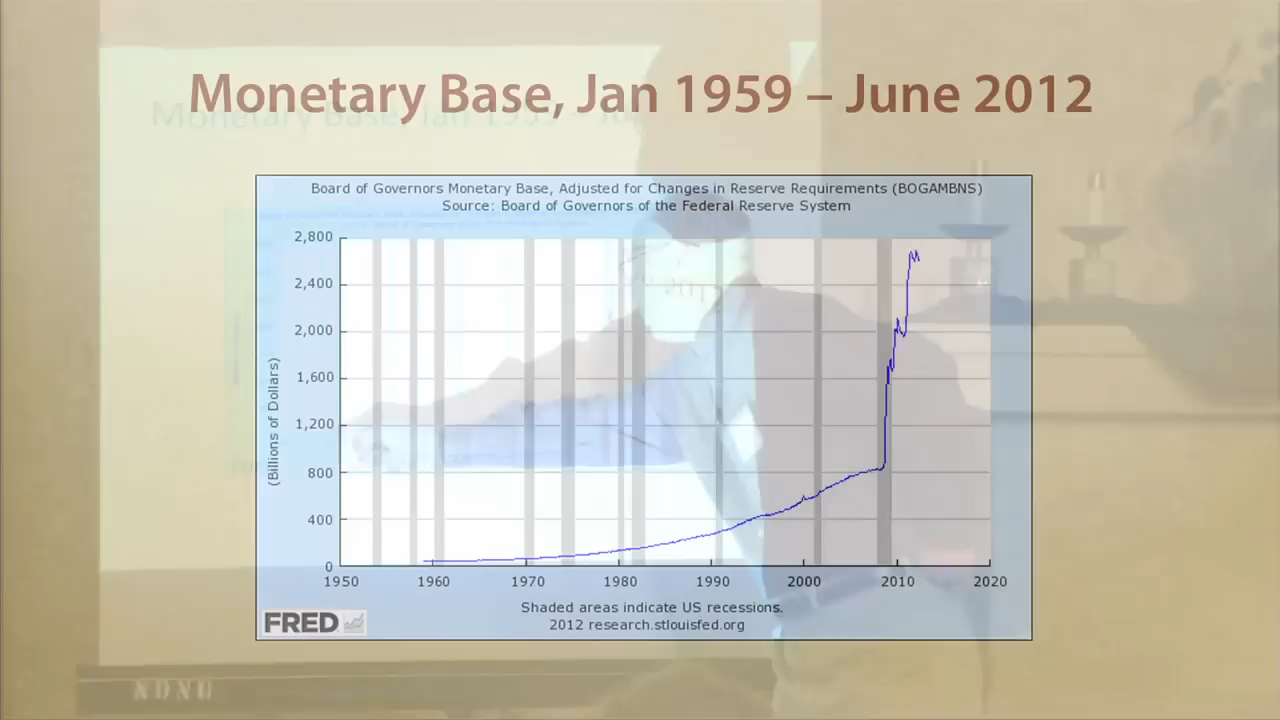 Monetary Base, Jan 1959 – June 2012
Board of Governors Monetary Base, Adjusted for Changes in Reserve Requirements (BOGAMBNS)
Source: Board of Governors of the Federal Reserve System
2,800
2,400
2,000
1,600
1,200
800
400
0
(Billions of Dollars)
1950 1960 1970 1980 1990 2000 2010 2020
Shaded areas indicate US recessions.
2012 research.stlouisfed.org
FRED
NDNU